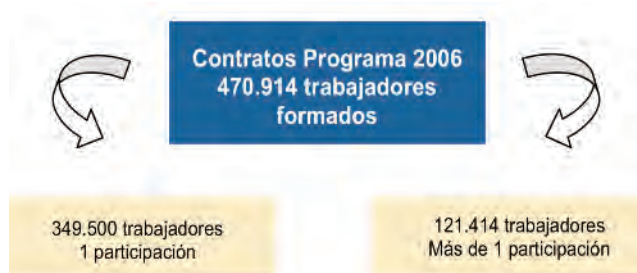 Contratos Programa 2006
470.914 trabajadores
formados
349.500 trabajadores
1 participación
121.414 trabajadores
Más de 1 participación